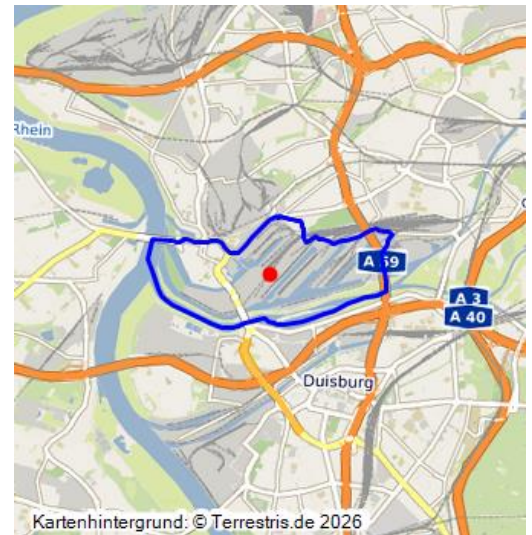 Rhein
A 59
A 3
A 40
Duisburg
Kartenhintergrund: © Terrestris.de 2026